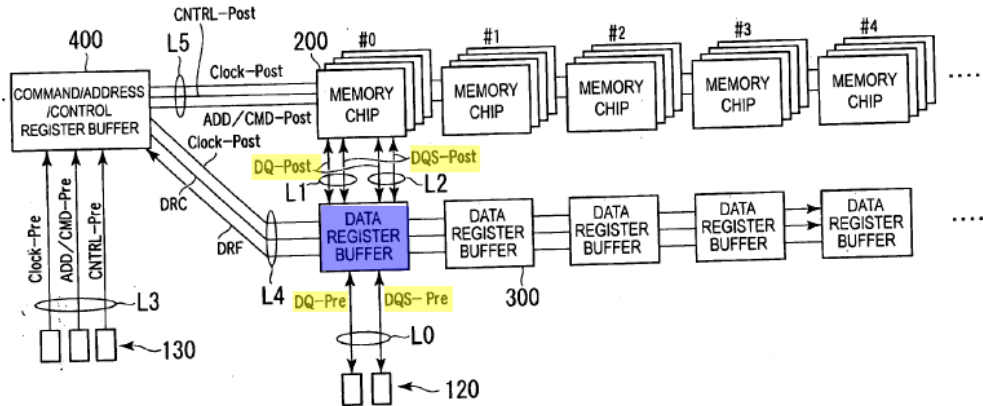 CNTRL-Post
400
L5
200
#0
#1
#2
#3
#4
Clock-Post
COMMAND/ADDRESS
/CONTROL
REGISTER BUFFER
MEMORY
CHIP
MEMORY
CHIP
MEMORY
CHIP
MEMORY
CHIP
MEMORY
CHIP
ADD/CMD-Post
Clock-Post
DQ-Post
DQS-Post
L1
L2
DRC
DRF
Clock-Pre
ADD/CMD-Pre
CNTRL-Pre
DATA
REGISTER
BUFFER
DATA
REGISTER
BUFFER
DATA
REGISTER
BUFFER
DATA
REGISTER
BUFFER
DATA
REGISTER
BUFFER
L4
300
DQ-Pre
DQS-Pre
L3
L0
130
120